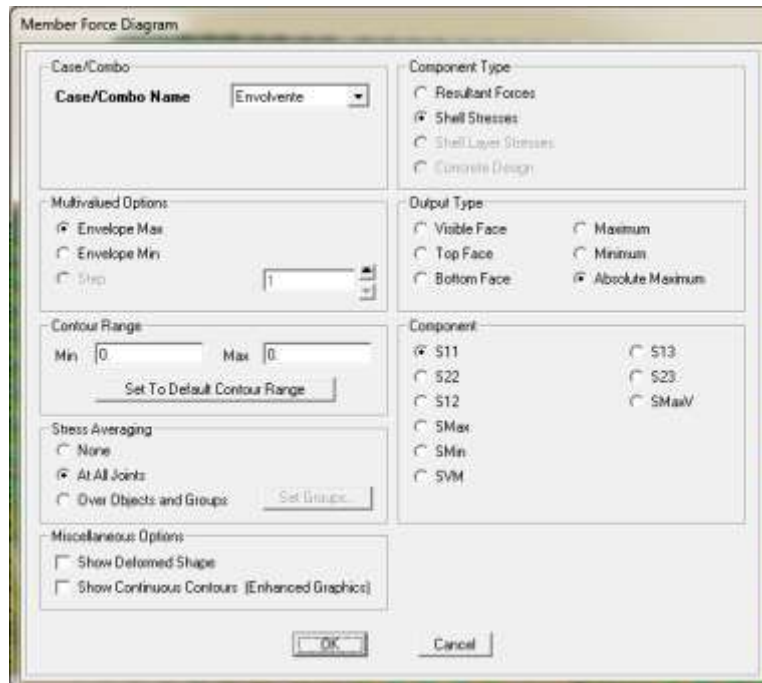 Member Force Diagram
Case/Combo
Case/Combo Name
Envolvente
Component Type
Resultant Forces
Shell Stresses
Shell Layer Stresses
Concrete Design
Multivalued Options
Envelope Max
Envelope Min
Step
1
Output Type
Visible Face
Top Face
Bottom Face
Maximum
Minimum
Absolute Maximum
Contour Range
Min 0. Max 0.
Set To Default Contour Range
Component
S11
S22
S12
SMax
SMin
SVM
S13
S23
SMaxV
Stress Averaging
None
At All Joints
Over Objects and Groups
Set Groups...
Miscellaneous Options
Show Deformed Shape
Show Continuous Contours (Enhanced Graphics)
OK
Cancel